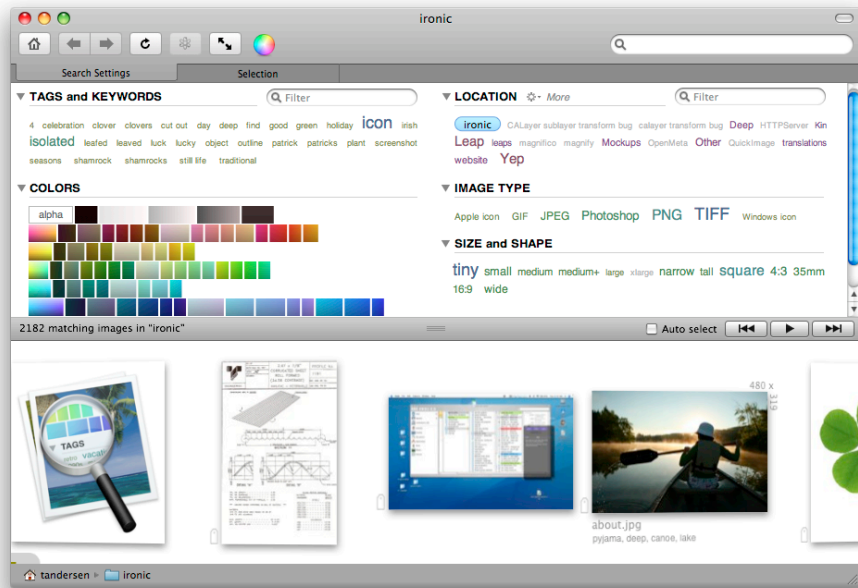 ironic
Search Settings
Selection
TAGS and KEYWORDS
Filter
4 celebration clover clovers cut out day deep find good green holiday icon irish
isolated leafed leaved luck lucky object outline patrick patricks plant screenshot
seasons shamrock shamrocks still life traditional
COLORS
alpha
LOCATION More
Filter
ironic CALayer sublayer transform bug calayer transform bug Deep HTTPServer Kin
Leap leaps magnifico magnify Mockups OpenMeta Other QuickImage translations
website Yep
IMAGE TYPE
Apple icon GIF JPEG Photoshop PNG TIFF Windows icon
SIZE and SHAPE
tiny small medium medium+ large xlarge narrow tall square 4:3 35mm
16:9 wide
2182 matching images in "ironic"
Auto select
TAGS
retro
480 x
319
about.jpg
pyjama, deep, canoe, lake
tandersen
ironic